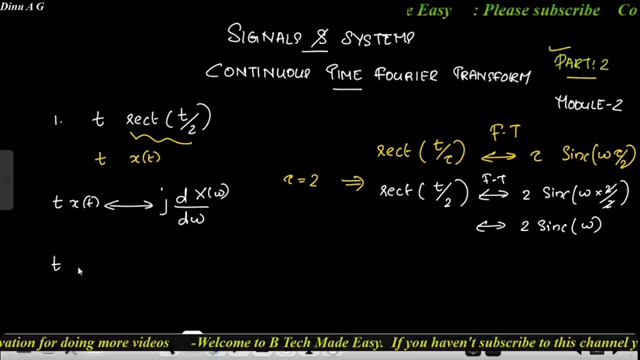 Dinu A G
e Easy : Please subscribe Co
SIGNALS & SYSTEMS
CONTINUOUS TIME FOURIER TRANSFORM
PART: 2
MODULE-2
1. t rect(t/2)
t x(t)
rect(t/τ) F.T ↔ τ Sinc(ωτ/2)
τ = 2 ⇒ rect(t/2) F.T ↔ 2 Sinc(ω×2/2)
↔ 2 Sinc(ω)
t x(t) ↔ j d X(ω)/dω
t
vation for doing more videos -Welcome to B Tech Made Easy. If you haven't subscribe to this channel y